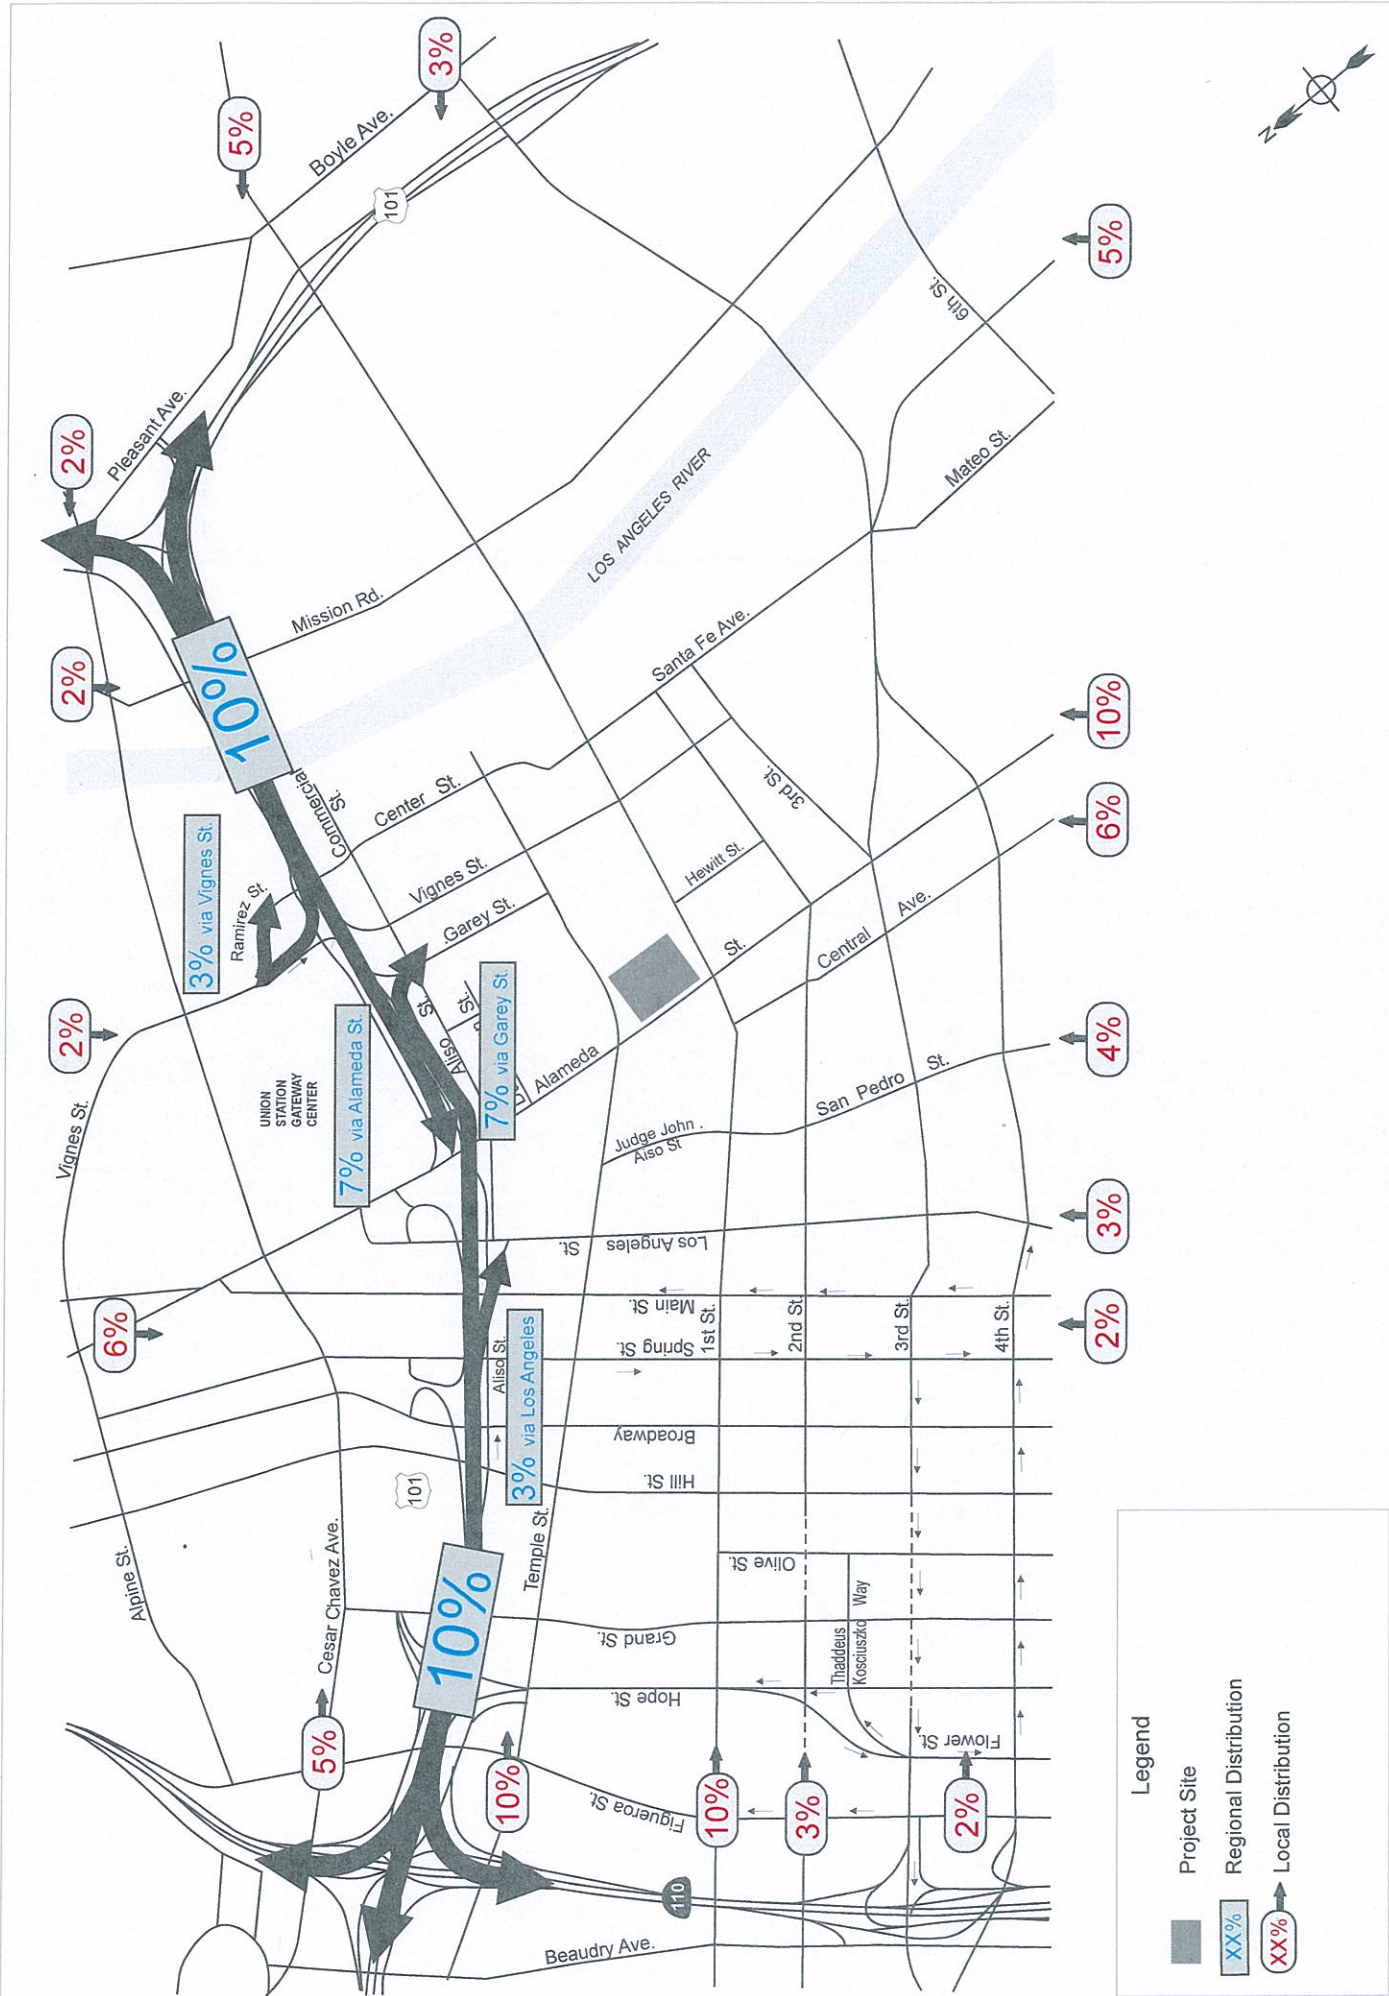 3%
5%
Boyle Ave.
101
N
2%
Pleasant Ave.
5%
6th St.
Mateo St.
LOS ANGELES RIVER
Mission Rd.
2%
10%
Santa Fe Ave.
10%
Commercial
St.
Center St.
3rd St.
6%
3% via Vignes St.
Ramirez St.
Vignes St.
Garey St.
Hewitt St.
St.
Central Ave.
2%
Vignes St.
UNION
STATION
GATEWAY
CENTER
7% via Alameda St.
Aliso St.
St.
7% via Garey St.
Alameda
San Pedro St.
4%
Judge John
Aiso St
Los Angeles St.
3%
6%
Main St.
Spring St.
1st St.
2nd St.
3rd St.
4th St.
2%
Aliso St.
3% via Los Angeles
Broadway
Hill St.
101
Alpine St.
Cesar Chavez Ave.
Temple St.
Olive St.
10%
Grand St.
Thaddeus
Kosciuszko Way
Hope St.
5%
10%
Flower St.
Figueroa St.
10%
3%
2%
110
Beaudry Ave.
Legend
Project Site
XX% Regional Distribution
XX% Local Distribution